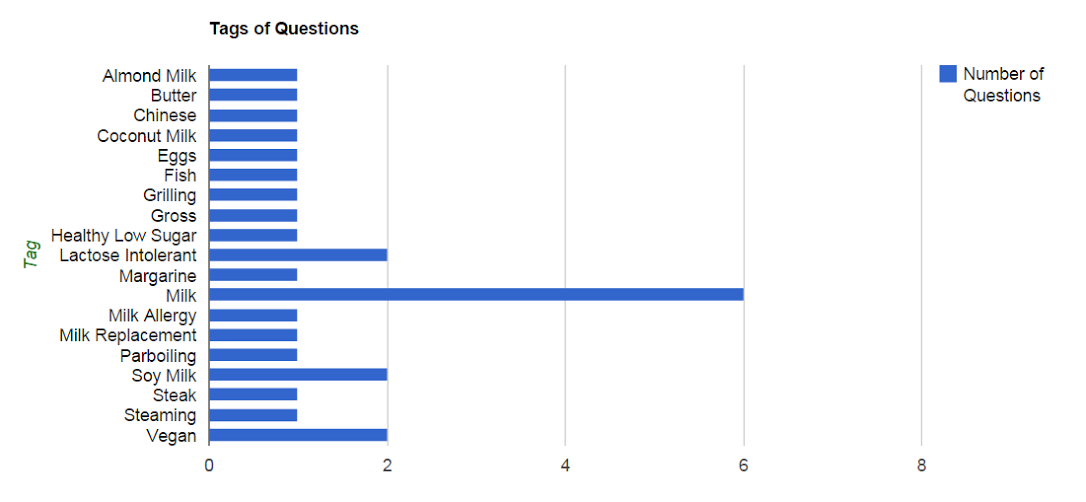 Tags of Questions
Almond Milk
Butter
Chinese
Coconut Milk
Eggs
Fish
Grilling
Gross
Healthy Low Sugar
Lactose Intolerant
Margarine
Milk
Milk Allergy
Milk Replacement
Parboiling
Soy Milk
Steak
Steaming
Vegan
Tag
0 2 4 6 8
Number of
Questions